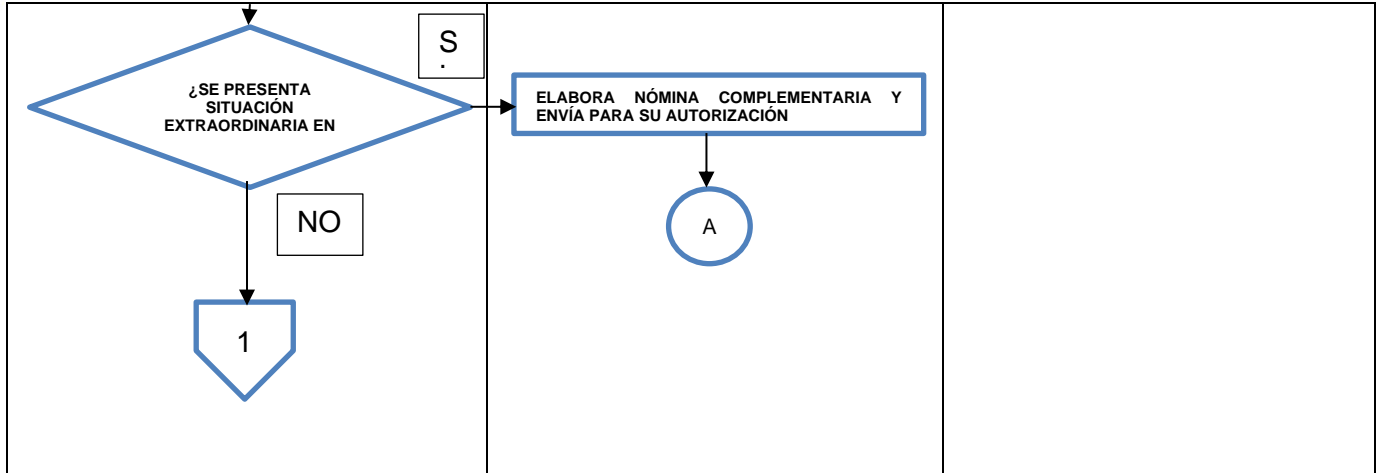 S
¿SE PRESENTA
SITUACIÓN
EXTRAORDINARIA EN
ELABORA NÓMINA COMPLEMENTARIA Y
ENVÍA PARA SU AUTORIZACIÓN
NO
A
1